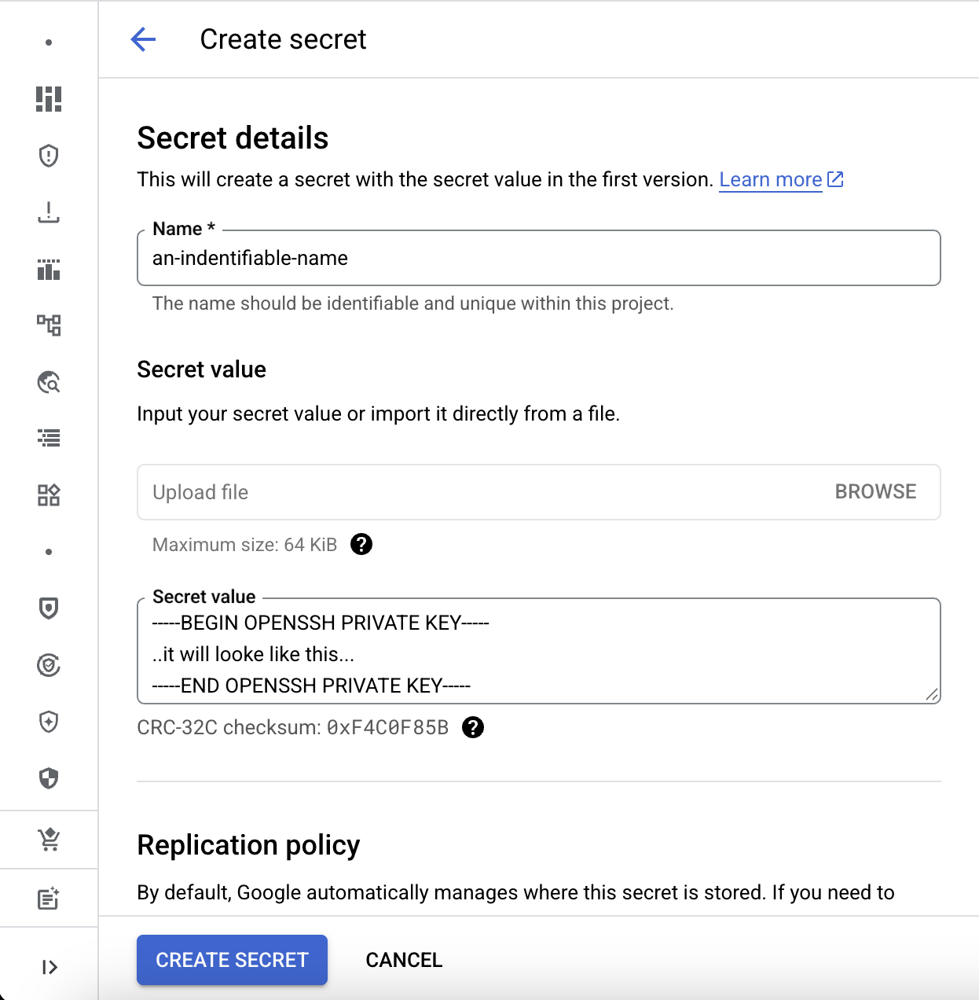 Create secret
Secret details
This will create a secret with the secret value in the first version. Learn more
Name *
an-indentifiable-name
The name should be identifiable and unique within this project.
Secret value
Input your secret value or import it directly from a file.
Upload file BROWSE
Maximum size: 64 KiB ?
Secret value
-----BEGIN OPENSSH PRIVATE KEY-----
..it will looke like this...
-----END OPENSSH PRIVATE KEY-----
CRC-32C checksum: 0xF4C0F85B ?
Replication policy
By default, Google automatically manages where this secret is stored. If you need to
CREATE SECRET CANCEL